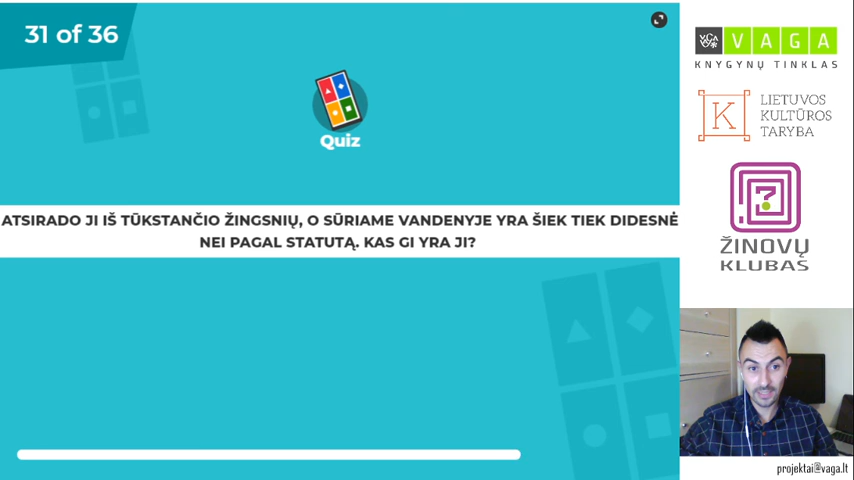 31 of 36
Quiz
ATSIRADO JI IŠ TŪKSTANČIO ŽINGSNIŲ, O SŪRIAME VANDENYJE YRA ŠIEK TIEK DIDESNĖ
NEI PAGAL STATUTĄ. KAS GI YRA JI?
VAGA
KNYGYNŲ TINKLAS
K
LIETUVOS
KULTŪROS
TARYBA
?
ŽINOVŲ
KLUBAS
projektai@vaga.lt